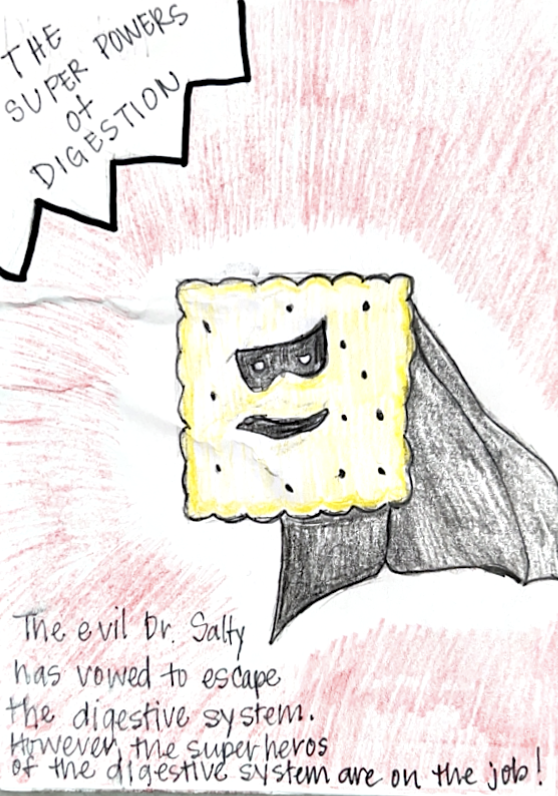 THE
SUPER POWERS
of
DIGESTION
The evil Dr. Salty
has vowed to escape
the digestive system.
However, the superheros
of the digestive system are on the job!